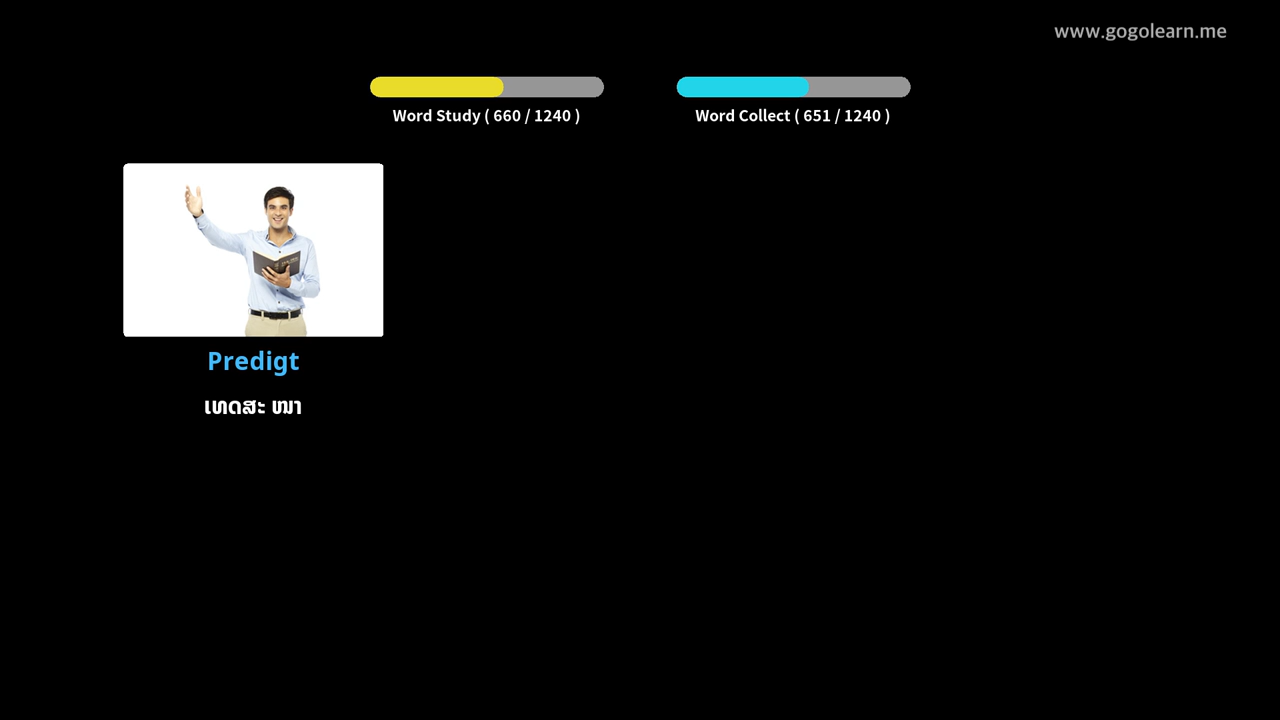 www.gogolearn.me
Word Study ( 660 / 1240 )
Word Collect ( 651 / 1240 )
Predigt
ເທດສະ ໜາ